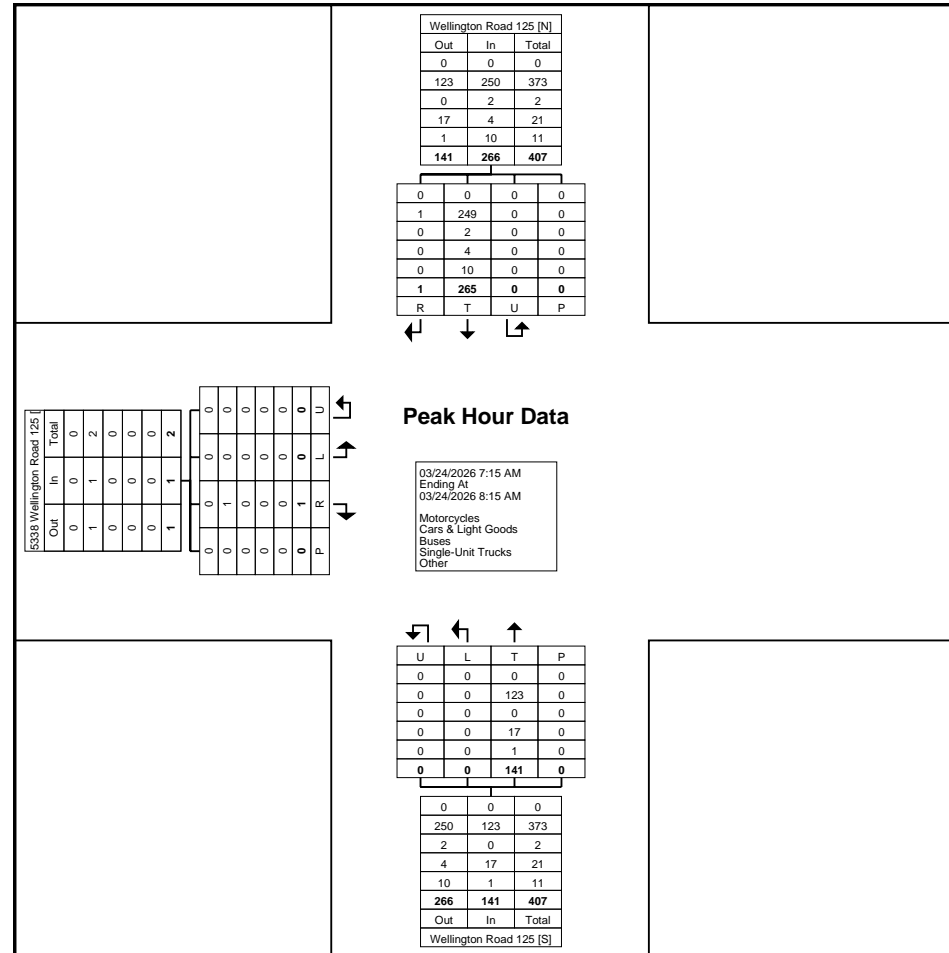 Wellington Road 125 [N]
Out In Total
0 0 0
123 250 373
0 2 2
17 4 21
1 10 11
141 266 407
0 0 0 0
1 249 0 0
0 2 0 0
0 4 0 0
0 10 0 0
1 265 0 0
R T U P
5338 Wellington Road 125 [
Out In Total
0 0 0
1 1 2
0 0 0
0 0 0
0 0 0
1 1 2
0 0 0 0
0 1 0 0
0 0 0 0
0 0 0 0
0 0 0 0
0 1 0 0
P R L U
Peak Hour Data
03/24/2026 7:15 AM
Ending At
03/24/2026 8:15 AM
Motorcycles
Cars & Light Goods
Buses
Single-Unit Trucks
Other
U L T P
0 0 0 0
0 0 123 0
0 0 0 0
0 0 17 0
0 0 1 0
0 0 141 0
0 0 0
250 123 373
2 0 2
4 17 21
10 1 11
266 141 407
Out In Total
Wellington Road 125 [S]